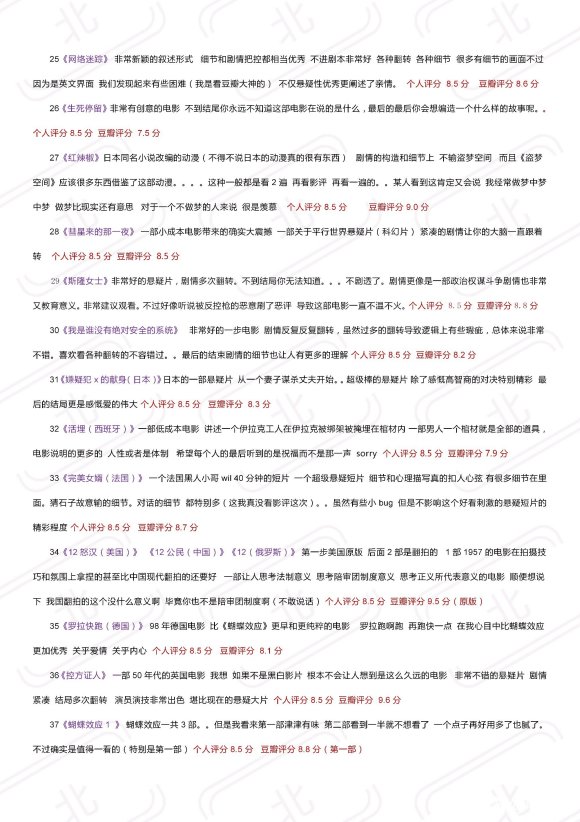 25《网络迷踪》 非常新颖的叙述形式 细节和剧情把控都相当优秀 不进剧本非常好 各种翻转 各种细节 很多有细节的画面不过
因为是英文界面 我们发现起来有些困难（我是看豆瓣大神的） 不仅悬疑性优秀更阐述了亲情。 个人评分 8.5 分 豆瓣评分 8.6 分
26《生死停留》非常有创意的电影 不到结尾你永远不知道这部电影在说的是什么，最后的最后你会想编造一个什么样的故事呢。。
个人评分 8.5 分 豆瓣评分 7.5 分
27《红辣椒》日本同名小说改编的动漫（不得不说日本的动漫真的很有东西） 剧情的构造和细节上 不输盗梦空间 而且《盗梦
空间》应该很多东西借鉴了这部动漫。。。。这种一般都是看 2 遍 再看影评 再看一遍的。。某人看到这肯定又会说 我经常做梦中梦
中梦 做梦比现实还有意思 对于一个不做梦的人来说 很是羡慕 个人评分 8.5 分 豆瓣评分 9.0 分
28《彗星来的那一夜》 一部小成本电影带来的确实大震撼 一部关于平行世界悬疑片（科幻片） 紧凑的剧情让你的大脑一直跟着
转 个人评分 8.5 分 豆瓣评分 8.5 分
29《斯隆女士》非常好的悬疑片，剧情多次翻转。不到结局你无法知道。。。不剧透了。剧情更像是一部政治权谋斗争剧情也非常
又教育意义。非常建议观看。不过好像听说被反控枪的恶意刷了恶评 导致这部电影一直不温不火。个人评分 8.5 分 豆瓣评分 8.8 分
30《我是谁没有绝对安全的系统》 非常好的一步电影 剧情反复反复翻转，虽然过多的翻转导致逻辑上有些瑕疵，总体来说非常
不错。喜欢看各种翻转的不容错过。。最后的结束剧情的细节也让人有更多的理解 个人评分 8.5 分 豆瓣评分 8.2 分
31《嫌疑犯 x 的献身（日本）》日本的一部悬疑片 从一个妻子谋杀丈夫开始。。超级棒的悬疑片 除了感慨高智商的对决特别精彩 最
后的结局更是感慨爱的伟大 个人评分 8.5 分 豆瓣评分 8.3 分
32《活埋（西班牙）》一部低成本电影 讲述一个伊拉克工人在伊拉克被绑架被掩埋在棺材内 一部男人一个棺材就是全部的道具，
电影说明的更多的 人性或者是体制 希望每个人的最后听到的是祝福而不是那一声 sorry 个人评分 8.5 分 豆瓣评分 7.9 分
33《完美女婿（法国）》 一个法国黑人小哥 wil 40 分钟的短片 一个超级悬疑短片 细节和心理描写真的扣人心弦 有很多细节在里
面。猜石子故意输的细节。对话的细节 都特别多（这我真没看影评这次）。。虽然有些小 bug 但是不影响这个好看刺激的悬疑短片的
精彩程度 个人评分 8.5 分 豆瓣评分 8.7 分
34《12 怒汉（美国）》 《12 公民（中国）》《12（俄罗斯）》 第一步美国原版 后面 2 部是翻拍的 1 部 1957 的电影在拍摄技
巧和氛围上拿捏的甚至比中国现代翻拍的还要好 一部让人思考法制意义 思考陪审团制度意义 思考正义所代表意义的电影 顺便想说
下 我国翻拍的这个没什么意义啊 毕竟你也不是陪审团制度啊（不敢说话）个人评分 8.5 分 豆瓣评分 9.5 分（原版）
35《罗拉快跑（德国）》98 年德国电影 比《蝴蝶效应》更早和更纯粹的电影 罗拉跑啊跑 再跑快一点 在我心目中比蝴蝶效应
更加优秀 关乎爱情 关于内心 个人评分 8.5 分 豆瓣评分 8.1 分
36《控方证人》 一部 50 年代的英国电影 我想 如果不是黑白影片 根本不会让人想到是这么久远的电影 非常不错的悬疑片 剧情
紧凑 结局多次翻转 演员演技非常出色 堪比现在的悬疑大片 个人评分 8.5 分 豆瓣评分 9.6 分
37《蝴蝶效应 1 》 蝴蝶效应一共 3 部。。但是我看来第一部津津有味 第二部看到一半就不想看了 一个点子再好用多了也腻了。
不过确实是值得一看的（特别是第一部） 个人评分 8.5 分 豆瓣评分 8.8 分（第一部）